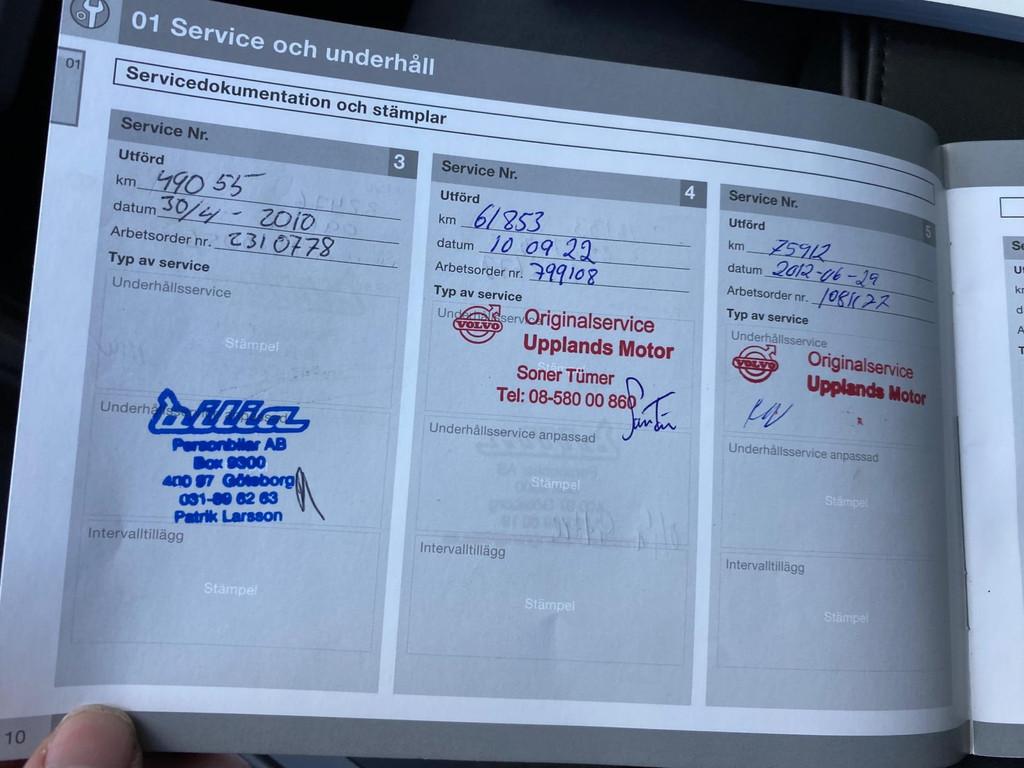 01 Service och underhåll
01
Servicedokumentation och stämplar
Service Nr.
3
Utförd
km 49055
datum 30/4 - 2010
Arbetsorder nr. 2310778
Typ av service
Underhållsservice
Stämpel
bilia
Personbilar AB
Box 9300
400 97 Göteborg
031-89 62 63
Patrik Larsson
Intervalltillägg
Stämpel
Service Nr.
4
Utförd
km 61853
datum 10 09 22
Arbetsorder nr. 799108
Typ av service
Underhållsservice
VOLVO
Originalservice
Upplands Motor
Soner Tümer
Tel: 08-580 00 860
Underhållsservice anpassad
Stämpel
Intervalltillägg
Stämpel
Service Nr.
5
Utförd
km 75912
datum 2012-06-29
Arbetsorder nr.
Typ av service
Underhållsservice
VOLVO
Originalservice
Upplands Motor
Underhållsservice anpassad
Stämpel
Intervalltillägg
Stämpel
10